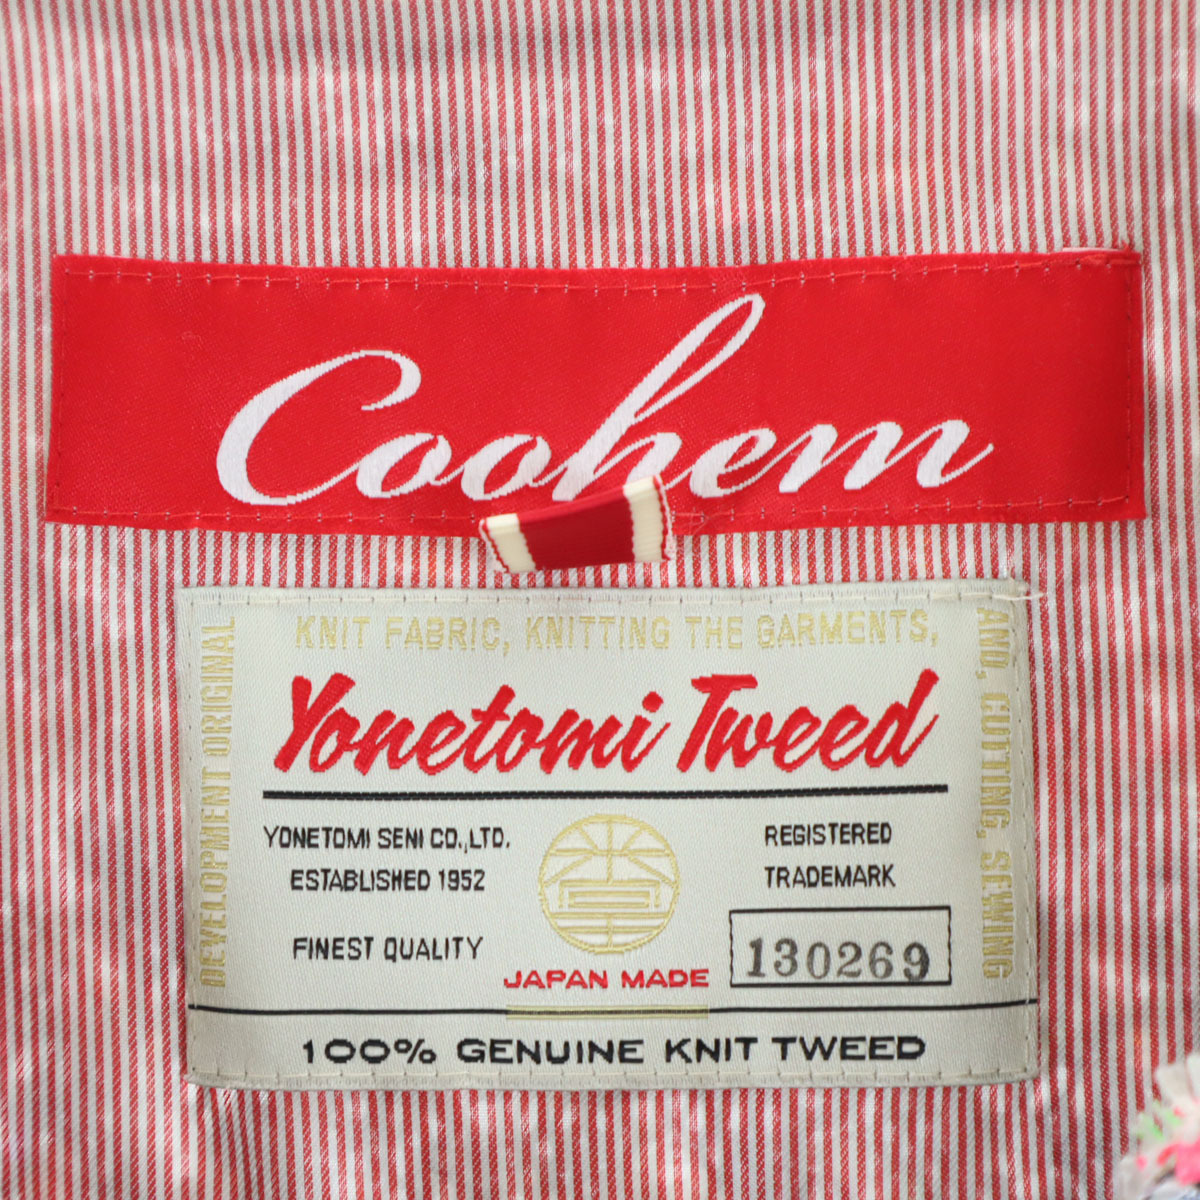 Coohem
KNIT FABRIC, KNITTING THE GARMENTS,
AND, CUTTING, SEWING
DEVELOPMENT ORIGINAL
Yonetomi Tweed
YONETOMI SENI CO.,LTD.
ESTABLISHED 1952
FINEST QUALITY
REGISTERED
TRADEMARK
130269
JAPAN MADE
100% GENUINE KNIT TWEED